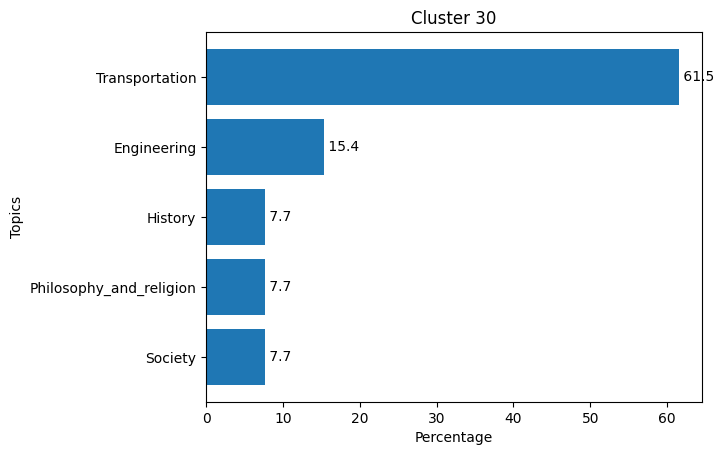 Cluster 30
Topics
Transportation
61.5
Engineering
15.4
History
7.7
Philosophy_and_religion
7.7
Society
7.7
0 10 20 30 40 50 60
Percentage